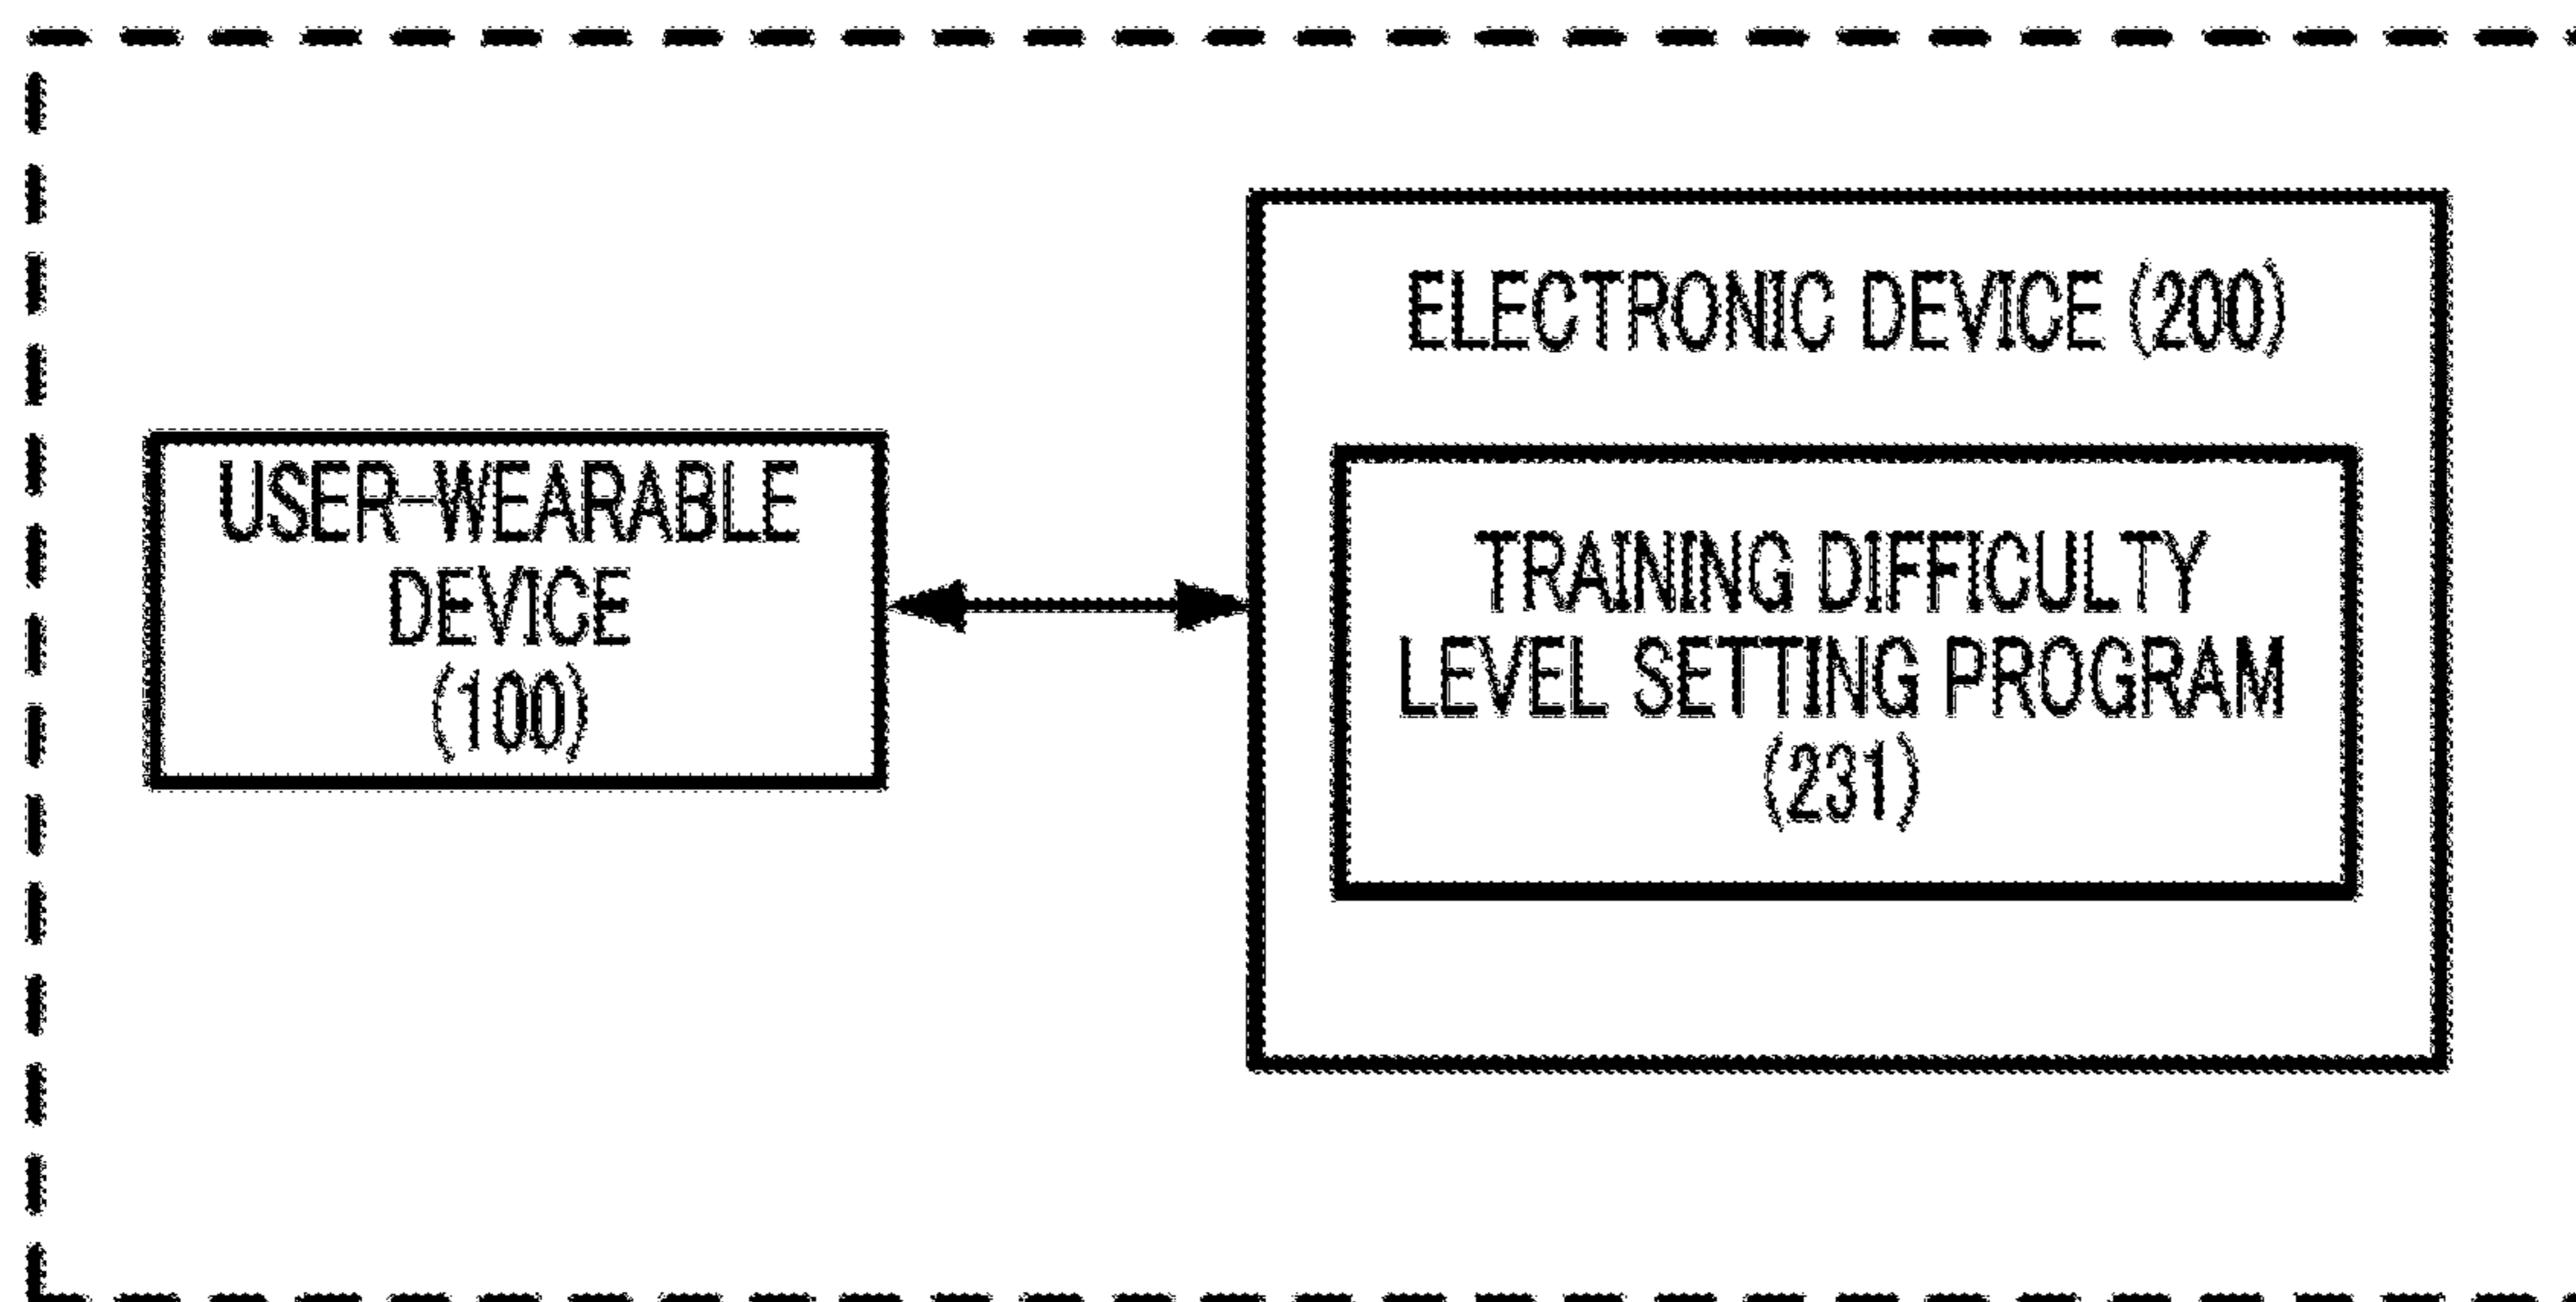 USER-WEARABLE
DEVICE
(100)
ELECTRONIC DEVICE (200)
TRAINING DIFFICULTY
LEVEL SETTING PROGRAM
(231)